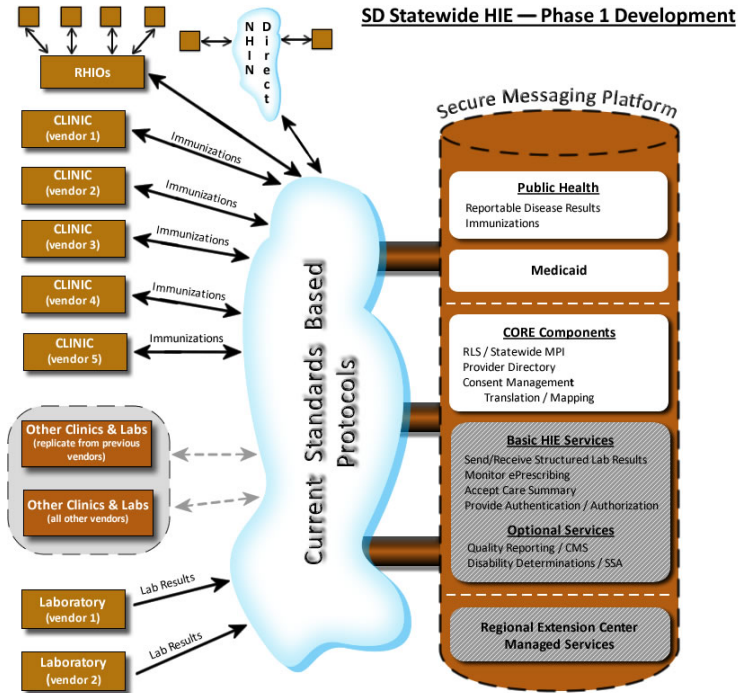 SD Statewide HIE — Phase 1 Development
NHIN
Direct
RHIOs
CLINIC
(vendor 1)
Immunizations
CLINIC
(vendor 2)
Immunizations
CLINIC
(vendor 3)
Immunizations
CLINIC
(vendor 4)
Immunizations
CLINIC
(vendor 5)
Immunizations
Other Clinics & Labs
(replicate from previous
vendors)
Other Clinics & Labs
(all other vendors)
Laboratory
(vendor 1)
Lab Results
Laboratory
(vendor 2)
Lab Results
Current Standards Based
Protocols
Secure Messaging Platform
Public Health
Reportable Disease Results
Immunizations
Medicaid
CORE Components
RLS / Statewide MPI
Provider Directory
Consent Management
Translation / Mapping
Basic HIE Services
Send/Receive Structured Lab Results
Monitor ePrescribing
Accept Care Summary
Provide Authentication / Authorization
Optional Services
Quality Reporting / CMS
Disability Determinations / SSA
Regional Extension Center
Managed Services